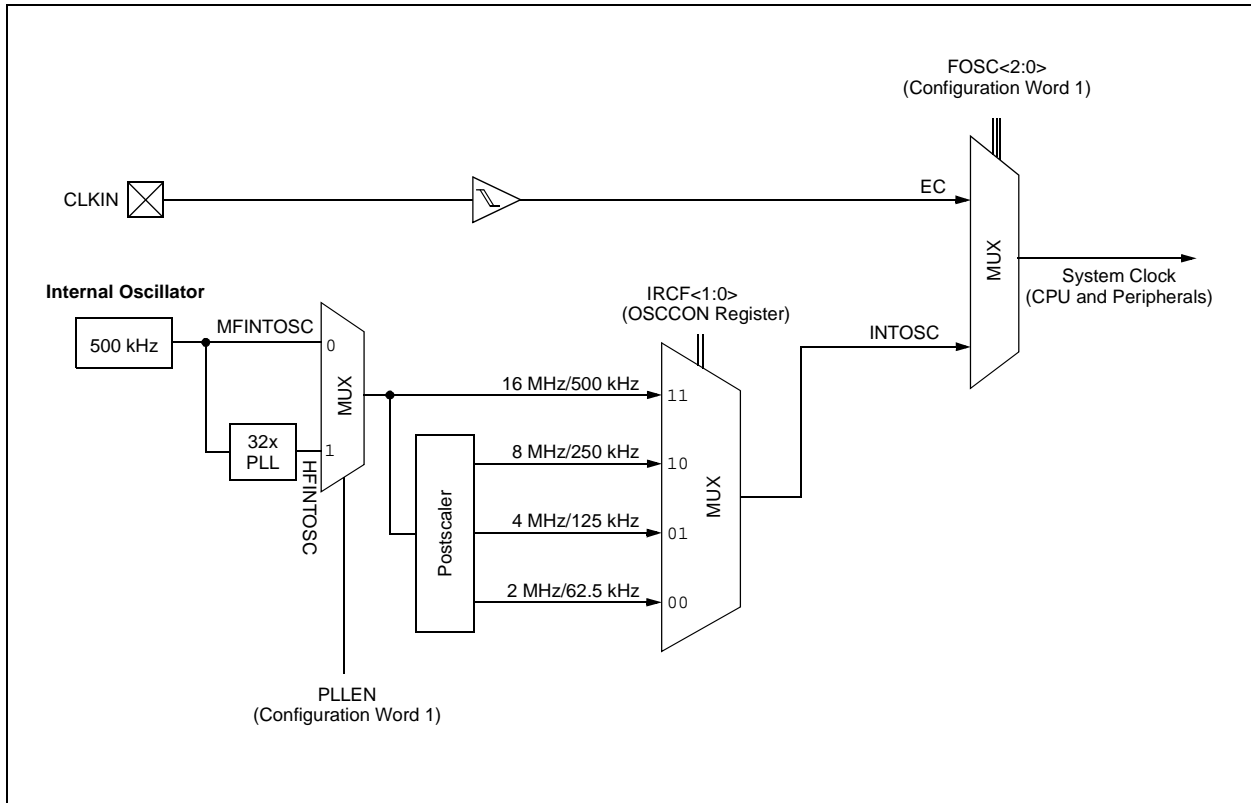 FOSC<2:0>
(Configuration Word 1)
CLKIN
EC
MUX
System Clock
(CPU and Peripherals)
Internal Oscillator
500 kHz
MFINTOSC
0
MUX
32x
PLL
1
HFINTOSC
PLLEN
(Configuration Word 1)
IRCF<1:0>
(OSCCON Register)
INTOSC
16 MHz/500 kHz
11
8 MHz/250 kHz
10
4 MHz/125 kHz
01
2 MHz/62.5 kHz
00
Postscaler
MUX